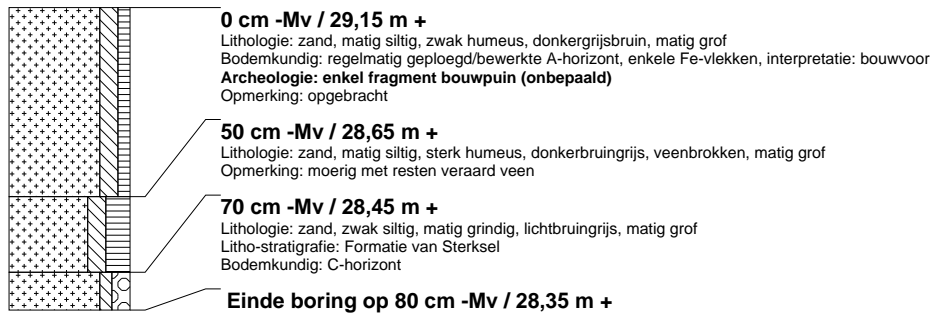 0 cm -Mv / 29,15 m +
Lithologie: zand, matig siltig, zwak humeus, donkergrijsbruin, matig grof
Bodemkundig: regelmatig geploegd/bewerkte A-horizont, enkele Fe-vlekken, interpretatie: bouwvoor
Archeologie: enkel fragment bouwpuin (onbepaald)
Opmerking: opgebracht
50 cm -Mv / 28,65 m +
Lithologie: zand, matig siltig, sterk humeus, donkerbruingrijs, veenbrokken, matig grof
Opmerking: moerig met resten veraard veen
70 cm -Mv / 28,45 m +
Lithologie: zand, zwak siltig, matig grindig, lichtbruingrijs, matig grof
Litho-stratigrafie: Formatie van Sterksel
Bodemkundig: C-horizont
Einde boring op 80 cm -Mv / 28,35 m +